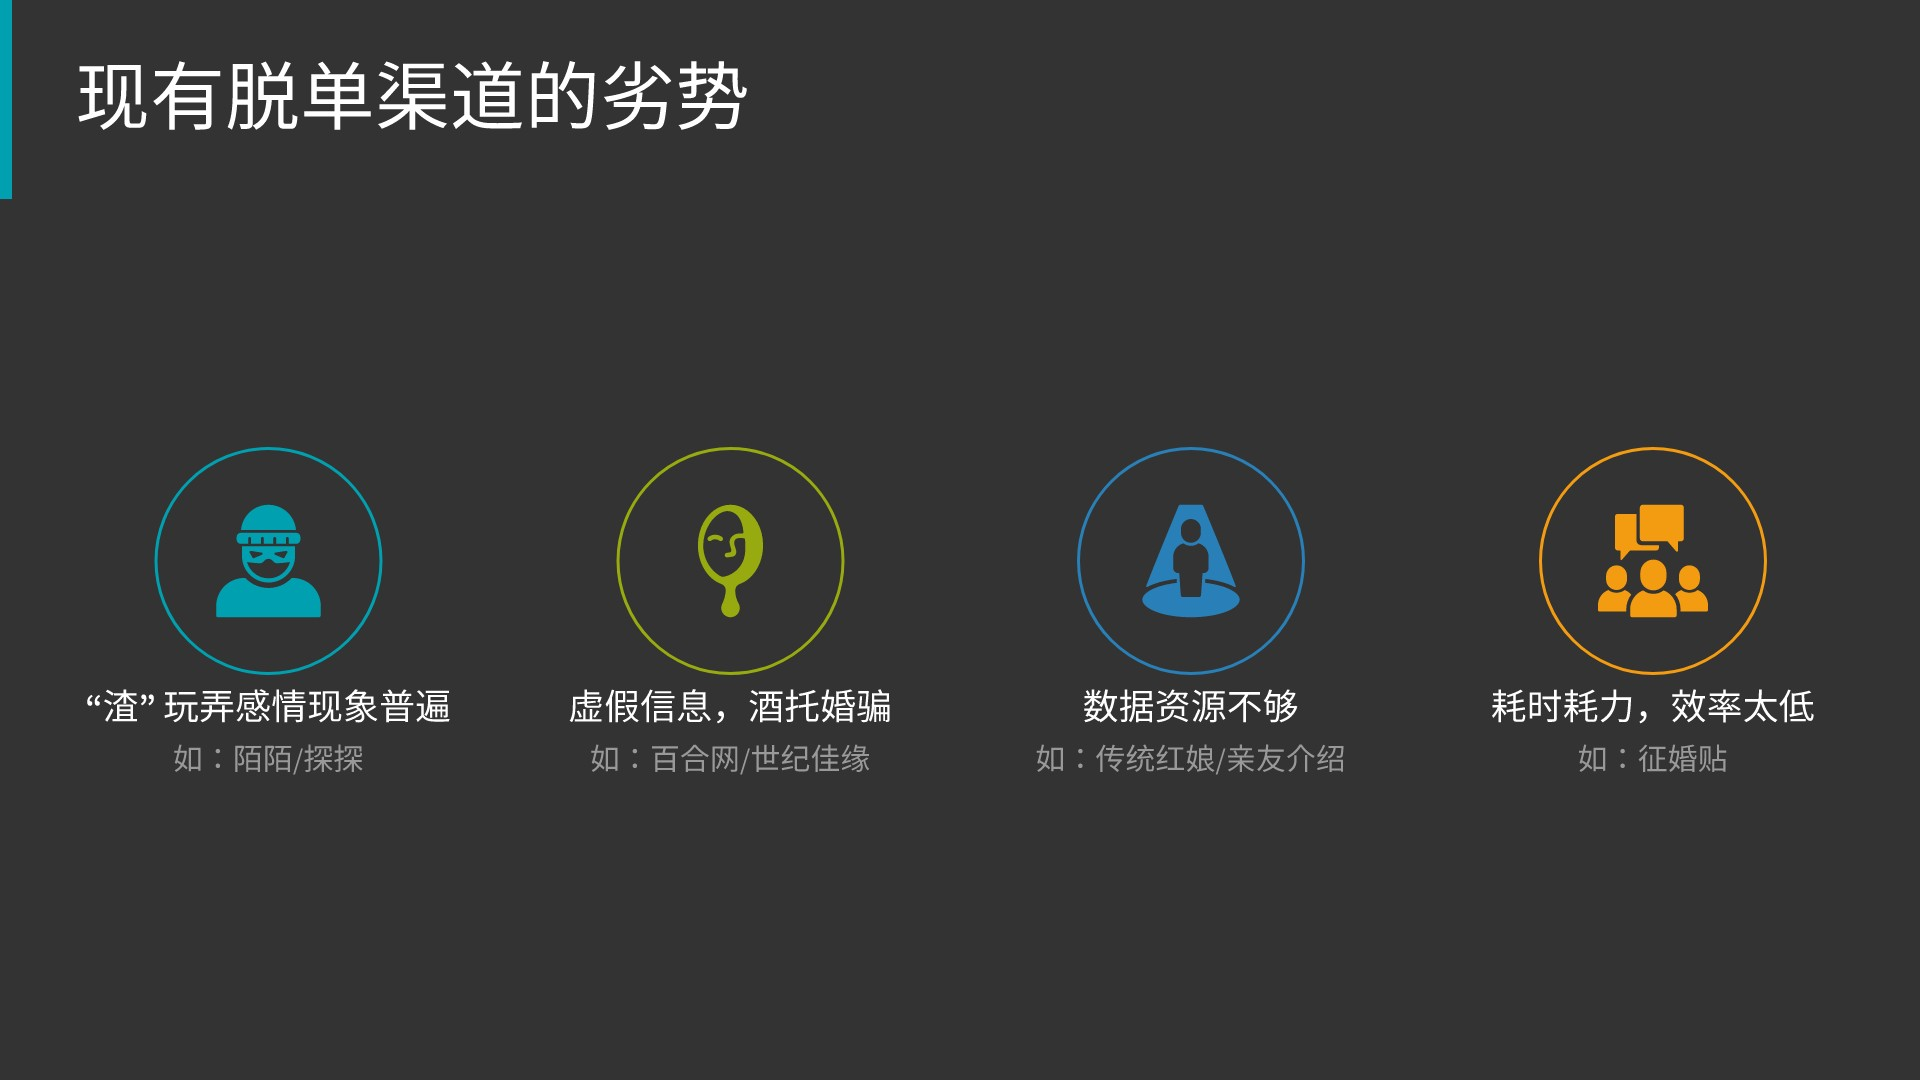 现有脱单渠道的劣势
“渣” 玩弄感情现象普遍
如：陌陌/探探
虚假信息，酒托婚骗
如：百合网/世纪佳缘
数据资源不够
如：传统红娘/亲友介绍
耗时耗力，效率太低
如：征婚贴